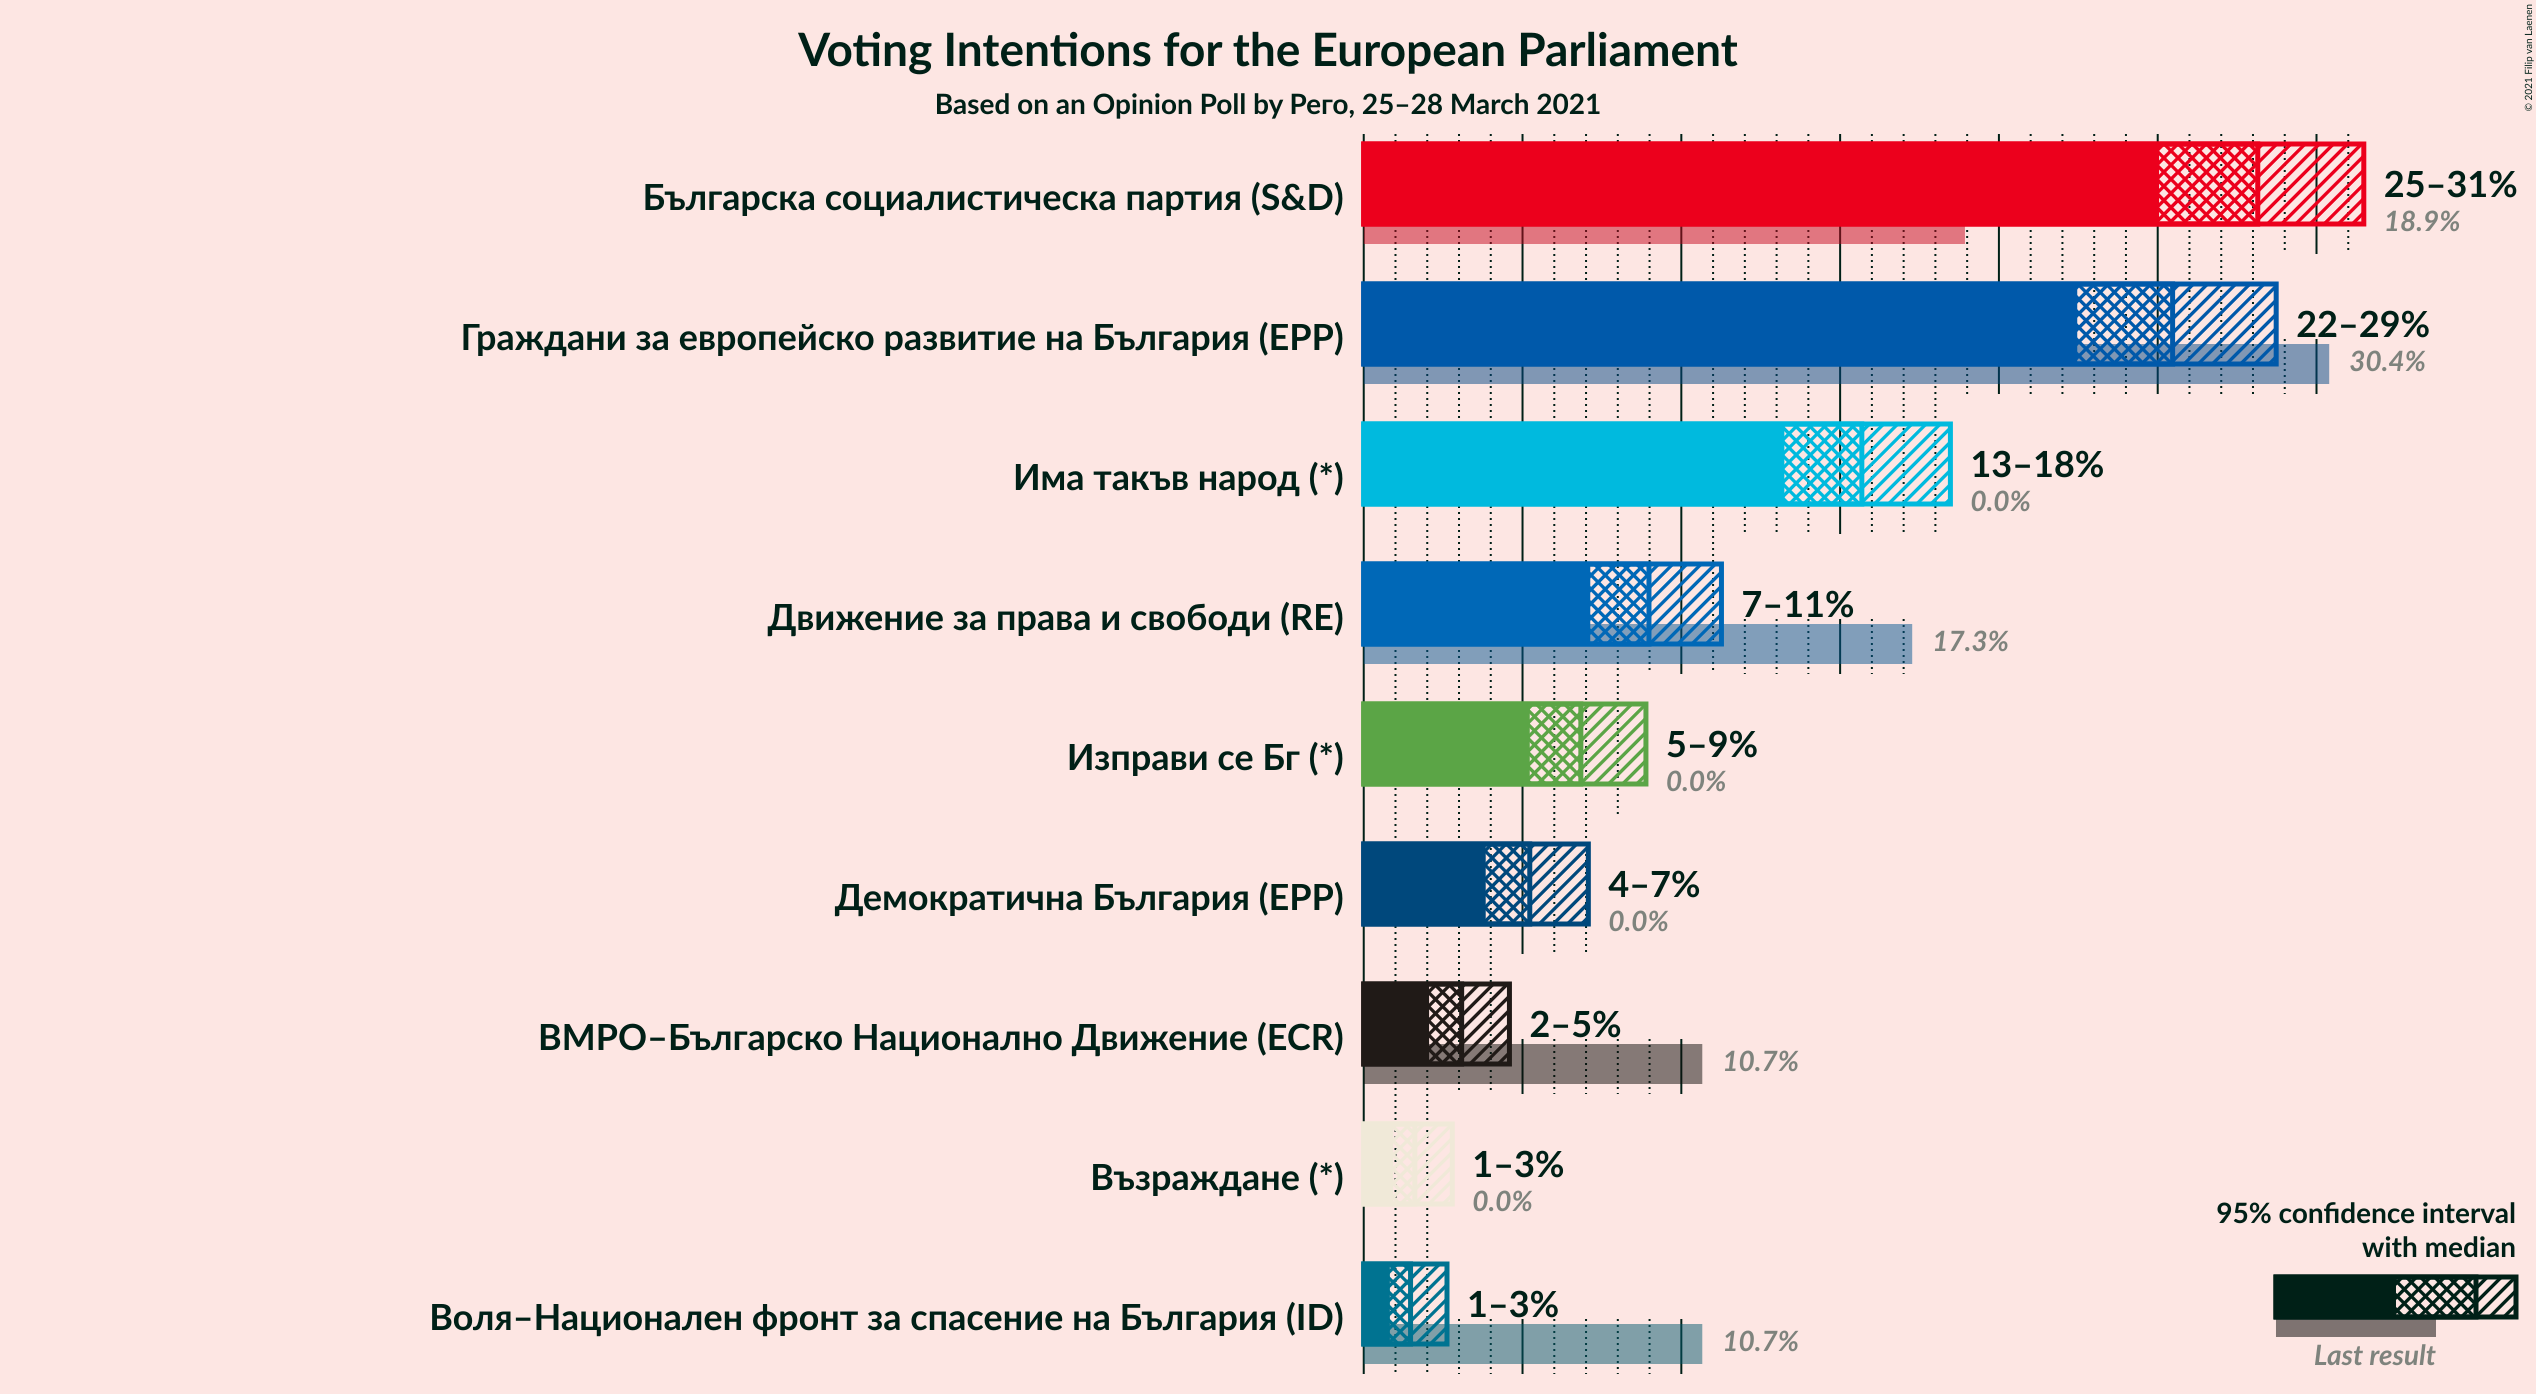 Voting Intentions for the European Parliament
Based on an Opinion Poll by Рего, 25–28 March 2021
© 2021 Filip van Laenen
Българска социалистическа партия (S&D)
25–31%
18.9%
Граждани за европейско развитие на България (EPP)
22–29%
30.4%
Има такъв народ (*)
13–18%
0.0%
Движение за права и свободи (RE)
7–11%
17.3%
Изправи се Бг (*)
5–9%
0.0%
Демократична България (EPP)
4–7%
0.0%
ВМРО–Българско Национално Движение (ECR)
2–5%
10.7%
Възраждане (*)
1–3%
0.0%
Воля–Национален фронт за спасение на България (ID)
1–3%
10.7%
95% confidence interval
with median
Last result